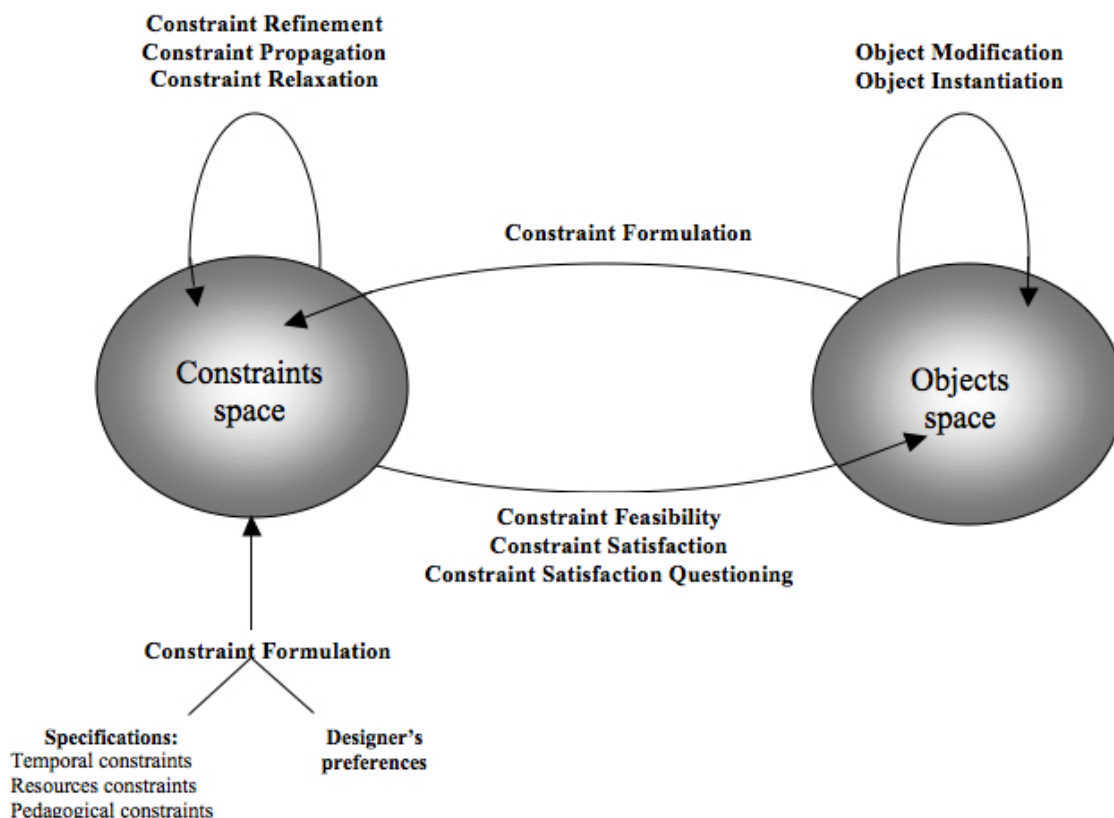 Constraint Refinement
Constraint Propagation
Constraint Relaxation
Object Modification
Object Instantiation
Constraint Formulation
Constraints
space
Objects
space
Constraint Feasibility
Constraint Satisfaction
Constraint Satisfaction Questioning
Constraint Formulation
Specifications:
Temporal constraints
Resources constraints
Pedagogical constraints
Designer's
preferences